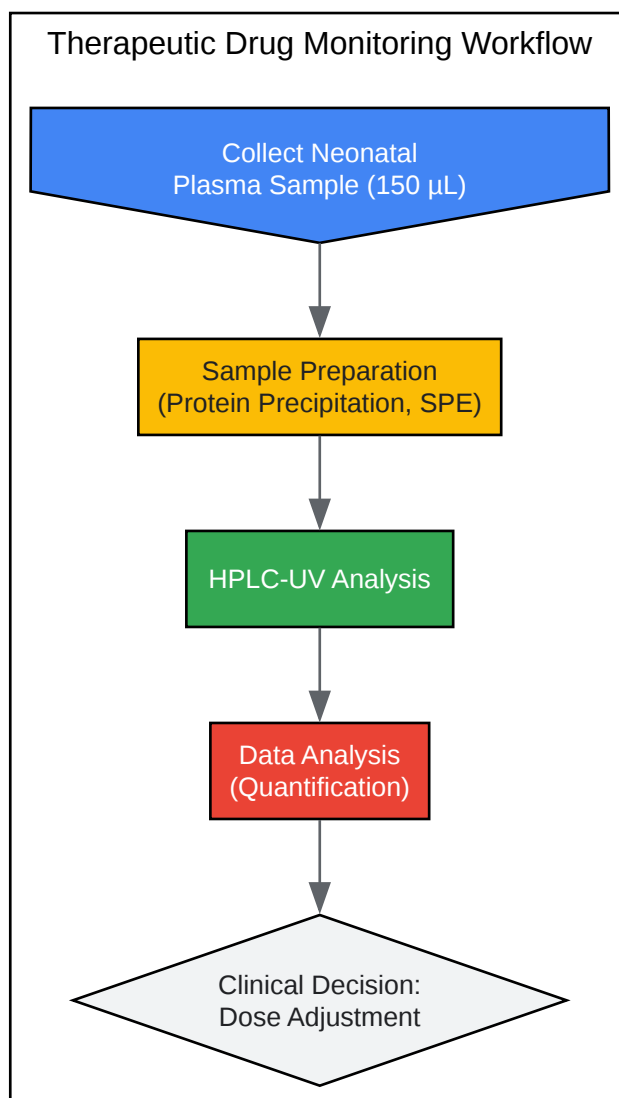 Therapeutic Drug Monitoring Workflow
Collect Neonatal
Plasma Sample (150 µL)
Sample Preparation
(Protein Precipitation, SPE)
HPLC-UV Analysis
Data Analysis
(Quantification)
Clinical Decision:
Dose Adjustment